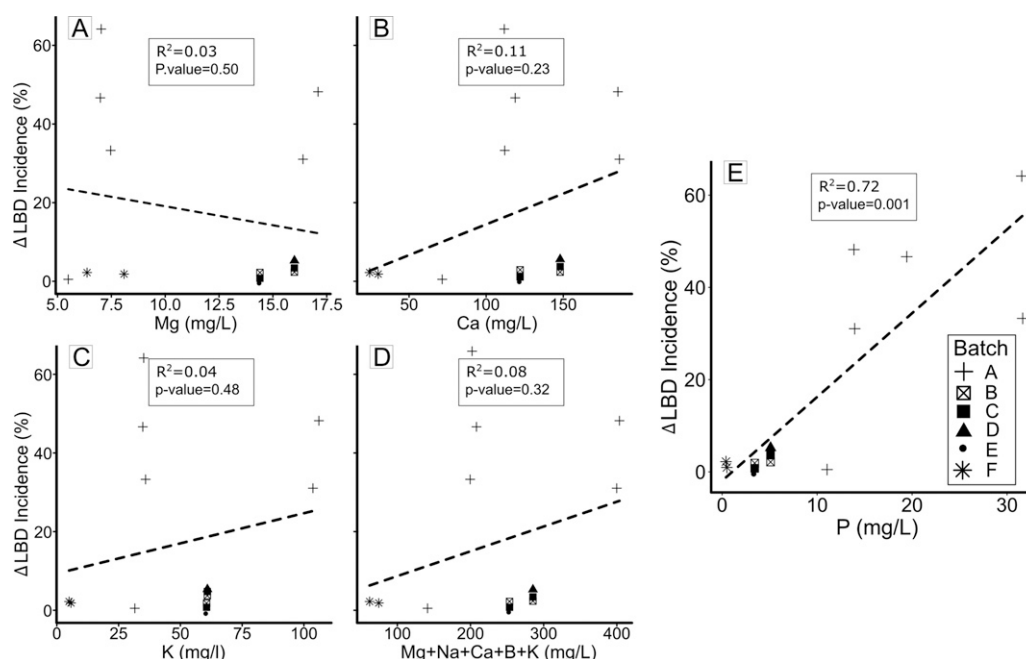 A
R²=0.03
P.value=0.50
ΔLBD Incidence (%)
60
40
20
0
5.0 7.5 10.0 12.5 15.0 17.5
Mg (mg/L)
B
R²=0.11
p-value=0.23
50 100 150
Ca (mg/L)
C
R²=0.04
p-value=0.48
ΔLBD Incidence (%)
60
40
20
0
0 25 50 75 100
K (mg/l)
D
R²=0.08
p-value=0.32
100 200 300 400
Mg+Na+Ca+B+K (mg/L)
E
R²=0.72
p-value=0.001
ΔLBD Incidence (%)
60
40
20
0
0 10 20 30
P (mg/L)
Batch
A
B
C
D
E
F